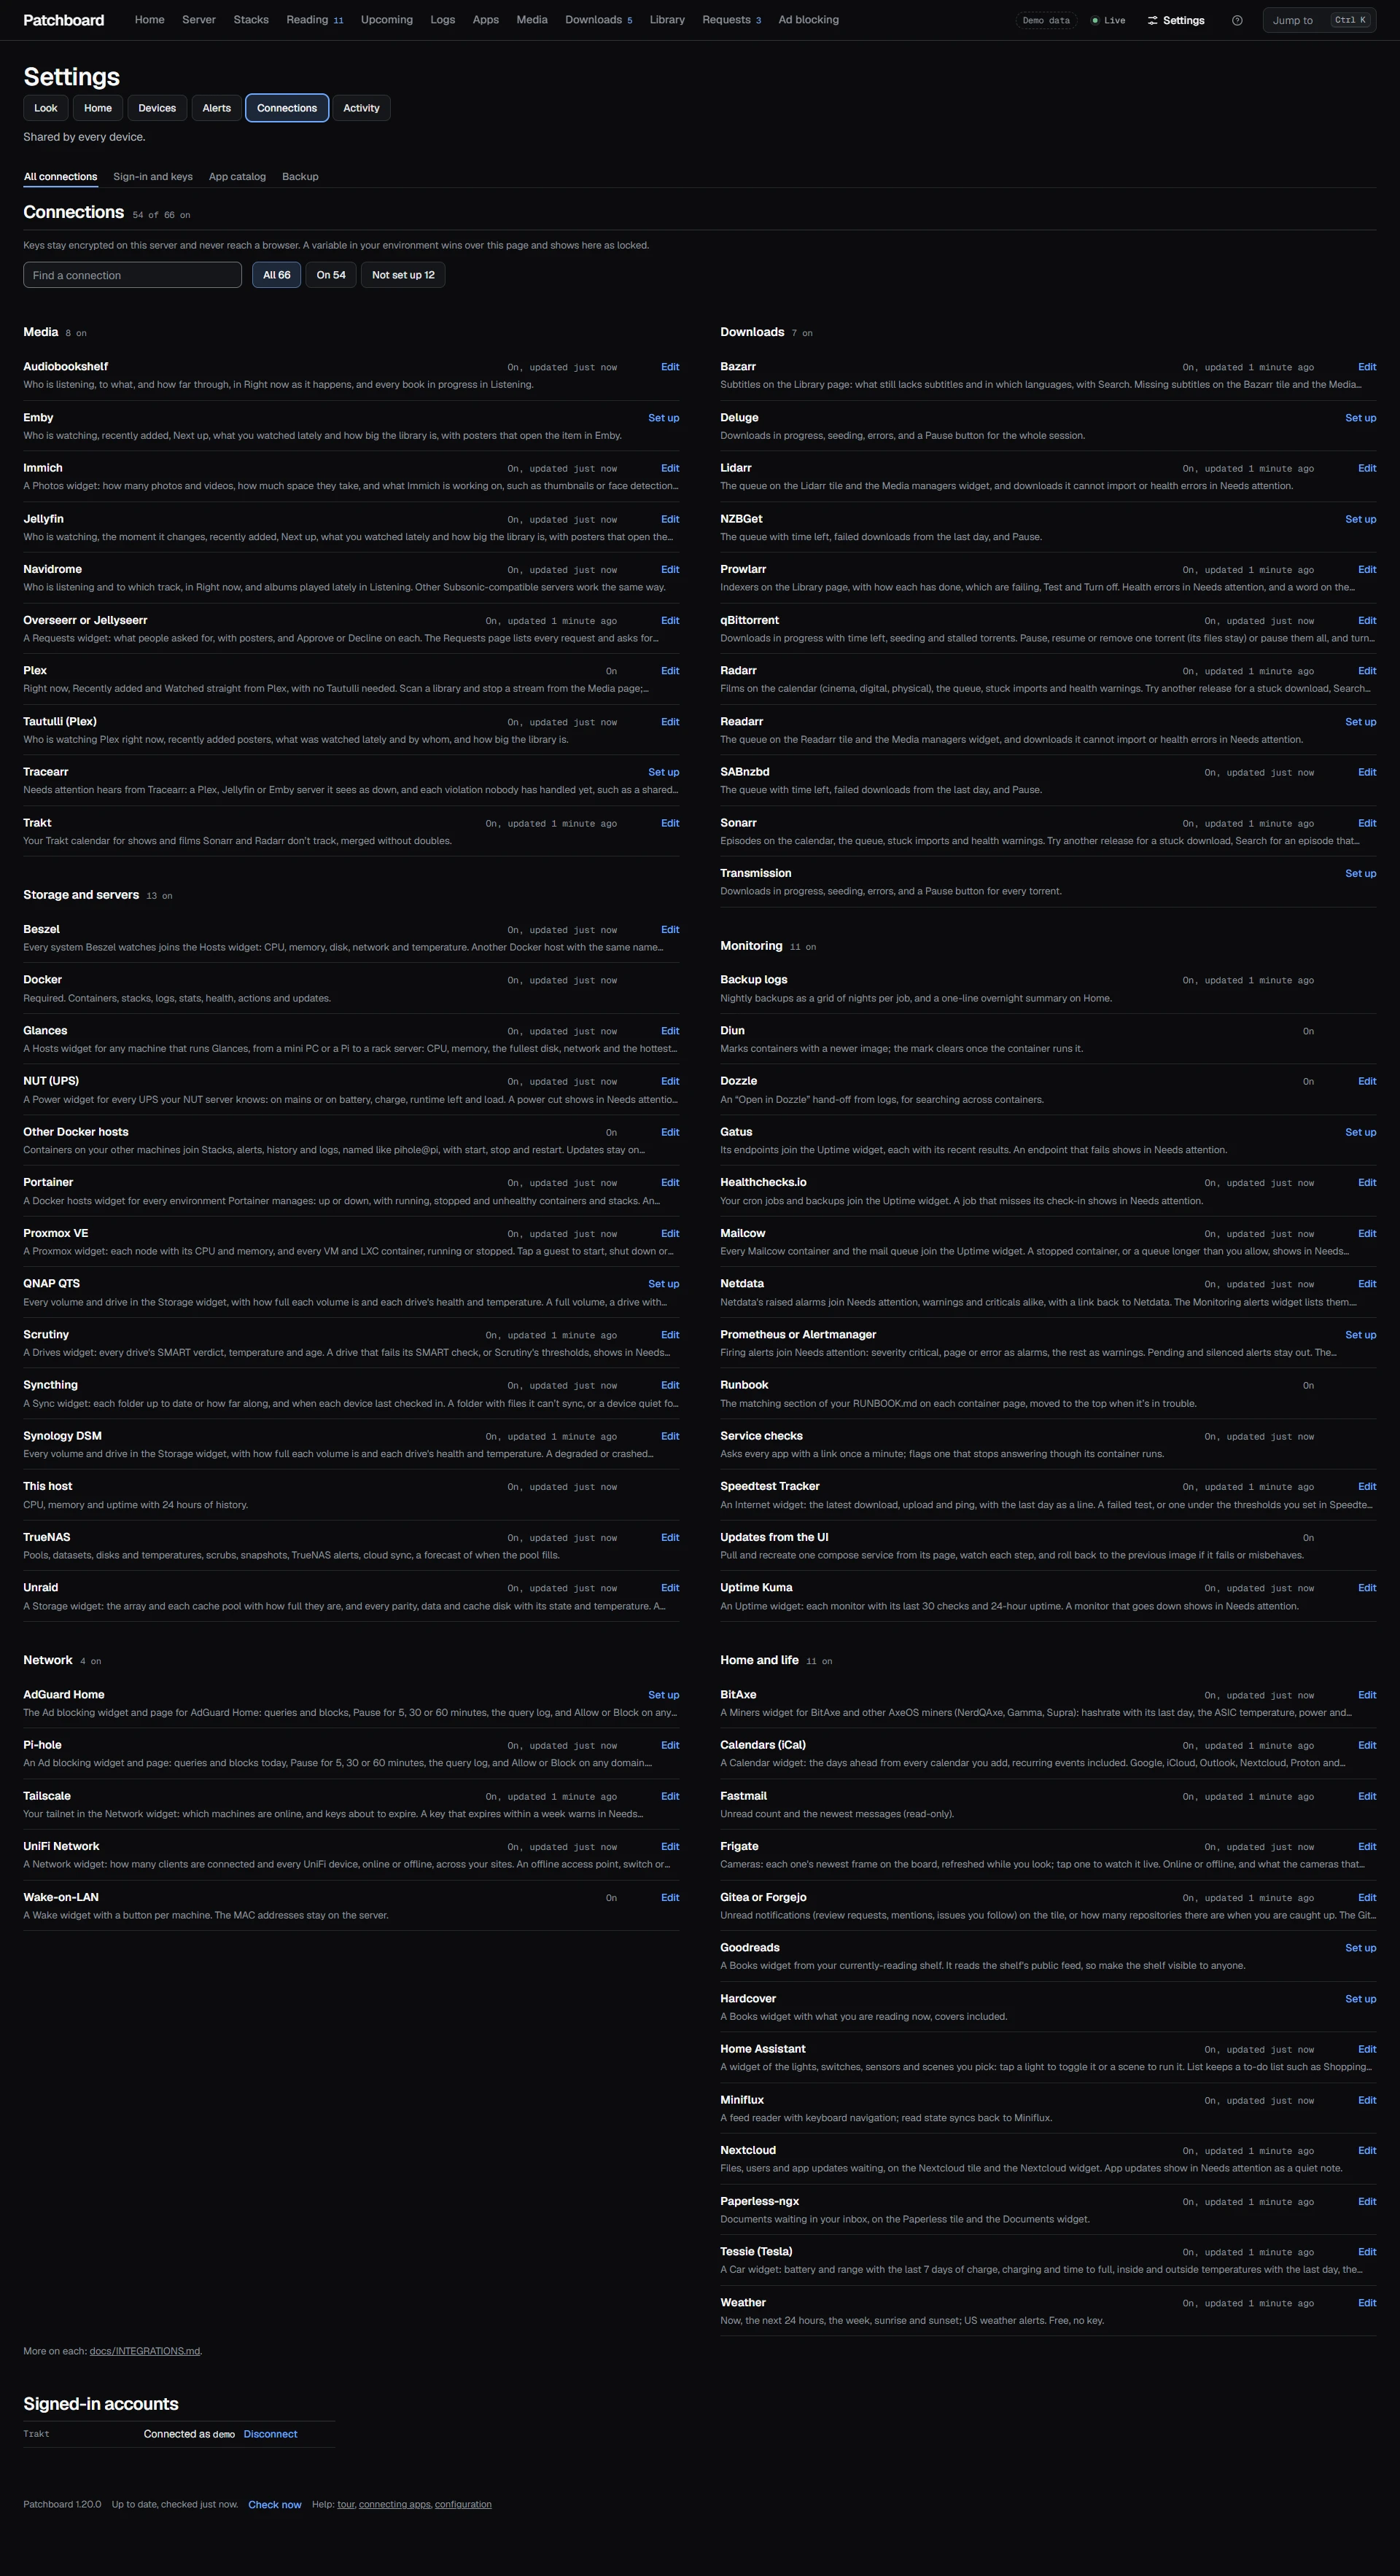 Patchboard Home Server Stacks Reading 11 Upcoming Logs Apps Media Downloads 5 Library Requests 3 Ad blocking Demo data Live Settings Jump to Ctrl K
Settings
Look Home Devices Alerts Connections Activity
Shared by every device.
All connections Sign-in and keys App catalog Backup
Connections 54 of 66 on
Keys stay encrypted on this server and never reach a browser. A variable in your environment wins over this page and shows here as locked.
Find a connection All 66 On 54 Not set up 12
Media 8 on
Audiobookshelf On, updated just now Edit
Who is listening, to what, and how far through, in Right now as it happens, and every book in progress in Listening.
Emby Set up
Who is watching, recently added, Next up, what you watched lately and how big the library is, with posters that open the item in Emby.
Immich On, updated just now Edit
A Photos widget: how many photos and videos, how much space they take, and what Immich is working on, such as thumbnails or face detection…
Jellyfin On, updated just now Edit
Who is watching, the moment it changes, recently added, Next up, what you watched lately and how big the library is, with posters that open the…
Navidrome On, updated just now Edit
Who is listening and to which track, in Right now, and albums played lately in Listening. Other Subsonic-compatible servers work the same way.
Overseerr or Jellyseerr On, updated 1 minute ago Edit
A Requests widget: what people asked for, with posters, and Approve or Decline on each. The Requests page lists every request and asks for…
Plex On Edit
Right now, Recently added and Watched straight from Plex, with no Tautulli needed. Scan a library and stop a stream from the Media page;…
Tautulli (Plex) On, updated just now Edit
Who is watching Plex right now, recently added posters, what was watched lately and by whom, and how big the library is.
Tracearr Set up
Needs attention hears from Tracearr: a Plex, Jellyfin or Emby server it sees as down, and each violation nobody has handled yet, such as a shared…
Trakt On, updated 1 minute ago Edit
Your Trakt calendar for shows and films Sonarr and Radarr don't track, merged without doubles.
Storage and servers 13 on
Beszel On, updated just now Edit
Every system Beszel watches joins the Hosts widget: CPU, memory, disk, network and temperature. Another Docker host with the same name…
Docker On, updated just now
Required. Containers, stacks, logs, stats, health, actions and updates.
Glances On, updated just now Edit
A Hosts widget for any machine that runs Glances, from a mini PC or a Pi to a rack server: CPU, memory, the fullest disk, network and the hottest…
NUT (UPS) On, updated just now Edit
A Power widget for every UPS your NUT server knows: on mains or on battery, charge, runtime left and load. A power cut shows in Needs attentio…
Other Docker hosts On Edit
Containers on your other machines join Stacks, alerts, history and logs, named like pihole@pi, with start, stop and restart. Updates stay on…
Portainer On, updated just now Edit
A Docker hosts widget for every environment Portainer manages: up or down, with running, stopped and unhealthy containers and stacks. An…
Proxmox VE On, updated just now Edit
A Proxmox widget: each node with its CPU and memory, and every VM and LXC container, running or stopped. Tap a guest to start, shut down or…
QNAP QTS Set up
Every volume and drive in the Storage widget, with how full each volume is and each drive's health and temperature. A full volume, a drive with…
Scrutiny On, updated 1 minute ago Edit
A Drives widget: every drive's SMART verdict, temperature and age. A drive that fails its SMART check, or Scrutiny's thresholds, shows in Needs…
Syncthing On, updated just now Edit
A Sync widget: each folder up to date or how far along, and when each device last checked in. A folder with files it can't sync, or a device quiet fo…
Synology DSM On, updated 1 minute ago Edit
Every volume and drive in the Storage widget, with how full each volume is and each drive's health and temperature. A degraded or crashed…
This host On, updated just now
CPU, memory and uptime with 24 hours of history.
TrueNAS On, updated just now Edit
Pools, datasets, disks and temperatures, scrubs, snapshots, TrueNAS alerts, cloud sync, a forecast of when the pool fills.
Unraid On, updated just now Edit
A Storage widget: the array and each cache pool with how full they are, and every parity, data and cache disk with its state and temperature. A…
Network 4 on
AdGuard Home Set up
The Ad blocking widget and page for AdGuard Home: queries and blocks, Pause for 5, 30 or 60 minutes, the query log, and Allow or Block on any…
Pi-hole On, updated just now Edit
An Ad blocking widget and page: queries and blocks today, Pause for 5, 30 or 60 minutes, the query log, and Allow or Block on any domain.…
Tailscale On, updated 1 minute ago Edit
Your tailnet in the Network widget: which machines are online, and keys about to expire. A key that expires within a week warns in Needs…
UniFi Network On, updated just now Edit
A Network widget: how many clients are connected and every UniFi device, online or offline, across your sites. An offline access point, switch or…
Wake-on-LAN On Edit
A Wake widget with a button per machine. The MAC addresses stay on the server.
Downloads 7 on
Bazarr On, updated 1 minute ago Edit
Subtitles on the Library page: what still lacks subtitles and in which languages, with Search. Missing subtitles on the Bazarr tile and the Media…
Deluge Set up
Downloads in progress, seeding, errors, and a Pause button for the whole session.
Lidarr On, updated 1 minute ago Edit
The queue on the Lidarr tile and the Media managers widget, and downloads it cannot import or health errors in Needs attention.
NZBGet Set up
The queue with time left, failed downloads from the last day, and Pause.
Prowlarr On, updated 1 minute ago Edit
Indexers on the Library page, with how each has done, which are failing, Test and Turn off. Health errors in Needs attention, and a word on the…
qBittorrent On, updated just now Edit
Downloads in progress with time left, seeding and stalled torrents. Pause, resume or remove one torrent (its files stay) or pause them all, and turn…
Radarr On, updated 1 minute ago Edit
Films on the calendar (cinema, digital, physical), the queue, stuck imports and health warnings. Try another release for a stuck download, Search…
Readarr Set up
The queue on the Readarr tile and the Media managers widget, and downloads it cannot import or health errors in Needs attention.
SABnzbd On, updated just now Edit
The queue with time left, failed downloads from the last day, and Pause.
Sonarr On, updated 1 minute ago Edit
Episodes on the calendar, the queue, stuck imports and health warnings. Try another release for a stuck download, Search for an episode that…
Transmission Set up
Downloads in progress, seeding, errors, and a Pause button for every torrent.
Monitoring 11 on
Backup logs On, updated 1 minute ago
Nightly backups as a grid of nights per job, and a one-line overnight summary on Home.
Diun On
Marks containers with a newer image; the mark clears once the container runs it.
Dozzle On Edit
An “Open in Dozzle” hand-off from logs, for searching across containers.
Gatus Set up
Its endpoints join the Uptime widget, each with its recent results. An endpoint that fails shows in Needs attention.
Healthchecks.io On, updated just now Edit
Your cron jobs and backups join the Uptime widget. A job that misses its check-in shows in Needs attention.
Mailcow On, updated just now Edit
Every Mailcow container and the mail queue join the Uptime widget. A stopped container, or a queue longer than you allow, shows in Needs…
Netdata On, updated just now Edit
Netdata's raised alarms join Needs attention, warnings and criticals alike, with a link back to Netdata. The Monitoring alerts widget lists them.…
Prometheus or Alertmanager Set up
Firing alerts join Needs attention: severity critical, page or error as alarms, the rest as warnings. Pending and silenced alerts stay out. The…
Runbook On
The matching section of your RUNBOOK.md on each container page, moved to the top when it's in trouble.
Service checks On, updated just now
Asks every app with a link once a minute; flags one that stops answering though its container runs.
Speedtest Tracker On, updated 1 minute ago Edit
An Internet widget: the latest download, upload and ping, with the last day as a line. A failed test, or one under the thresholds you set in Speedte…
Updates from the UI On
Pull and recreate one compose service from its page, watch each step, and roll back to the previous image if it fails or misbehaves.
Uptime Kuma On, updated just now Edit
An Uptime widget: each monitor with its last 30 checks and 24-hour uptime. A monitor that goes down shows in Needs attention.
Home and life 11 on
BitAxe On, updated just now Edit
A Miners widget for BitAxe and other AxeOS miners (NerdQAxe, Gamma, Supra): hashrate with its last day, the ASIC temperature, power and…
Calendars (iCal) On, updated 1 minute ago Edit
A Calendar widget: the days ahead from every calendar you add, recurring events included. Google, iCloud, Outlook, Nextcloud, Proton and…
Fastmail On, updated 1 minute ago Edit
Unread count and the newest messages (read-only).
Frigate On, updated just now Edit
Cameras: each one's newest frame on the board, refreshed while you look; tap one to watch it live. Online or offline, and what the cameras that…
Gitea or Forgejo On, updated 1 minute ago Edit
Unread notifications (review requests, mentions, issues you follow) on the tile, or how many repositories there are when you are caught up. The Git…
Goodreads Set up
A Books widget from your currently-reading shelf. It reads the shelf's public feed, so make the shelf visible to anyone.
Hardcover Set up
A Books widget with what you are reading now, covers included.
Home Assistant On, updated just now Edit
A widget of the lights, switches, sensors and scenes you pick: tap a light to toggle it or a scene to run it. List keeps a to-do list such as Shopping…
Miniflux On, updated just now Edit
A feed reader with keyboard navigation; read state syncs back to Miniflux.
Nextcloud On, updated 1 minute ago Edit
Files, users and app updates waiting, on the Nextcloud tile and the Nextcloud widget. App updates show in Needs attention as a quiet note.
Paperless-ngx On, updated 1 minute ago Edit
Documents waiting in your inbox, on the Paperless tile and the Documents widget.
Tessie (Tesla) On, updated 1 minute ago Edit
A Car widget: battery and range with the last 7 days of charge, charging and time to full, inside and outside temperatures with the last day, the…
Weather On, updated 1 minute ago Edit
Now, the next 24 hours, the week, sunrise and sunset; US weather alerts. Free, no key.
More on each: docs/INTEGRATIONS.md.
Signed-in accounts
Trakt Connected as demo Disconnect
Patchboard 1.20.0 Up to date, checked just now. Check now Help: tour, connecting apps, configuration